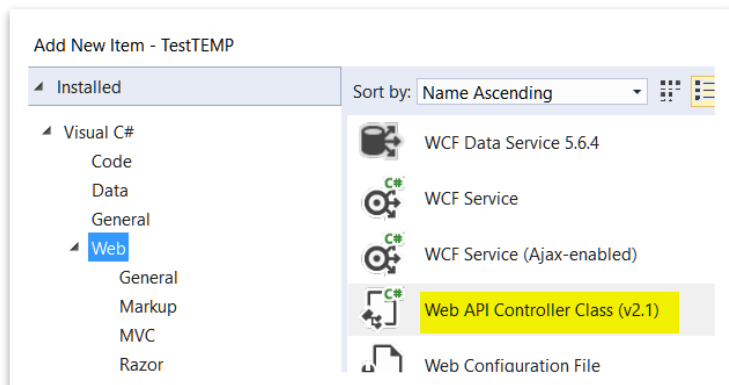 Add New Item - TestTEMP
Installed
Sort by: Name Ascending
Visual C#
Code
Data
General
Web
General
Markup
MVC
Razor
WCF Data Service 5.6.4
C#
WCF Service
C#
WCF Service (Ajax-enabled)
C#
Web API Controller Class (v2.1)
Web Configuration File